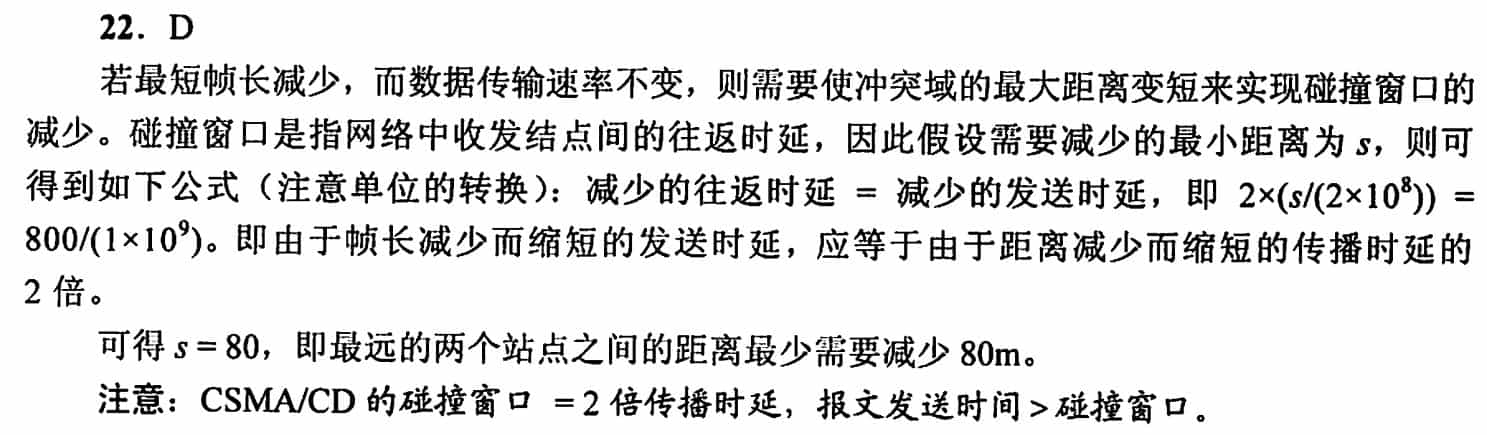 22. D
若最短帧长减少，而数据传输速率不变，则需要使冲突域的最大距离变短来实现碰撞窗口的
减少。碰撞窗口是指网络中收发结点间的往返时延，因此假设需要减少的最小距离为 s，则可
得到如下公式（注意单位的转换）：减少的往返时延 = 减少的发送时延，即 2×(s/(2×10⁸)) =
800/(1×10⁹)。即由于帧长减少而缩短的发送时延，应等于由于距离减少而缩短的传播时延的
2 倍。
可得 s = 80，即最远的两个站点之间的距离最少需要减少 80m。
注意：CSMA/CD 的碰撞窗口 = 2 倍传播时延，报文发送时间 > 碰撞窗口。